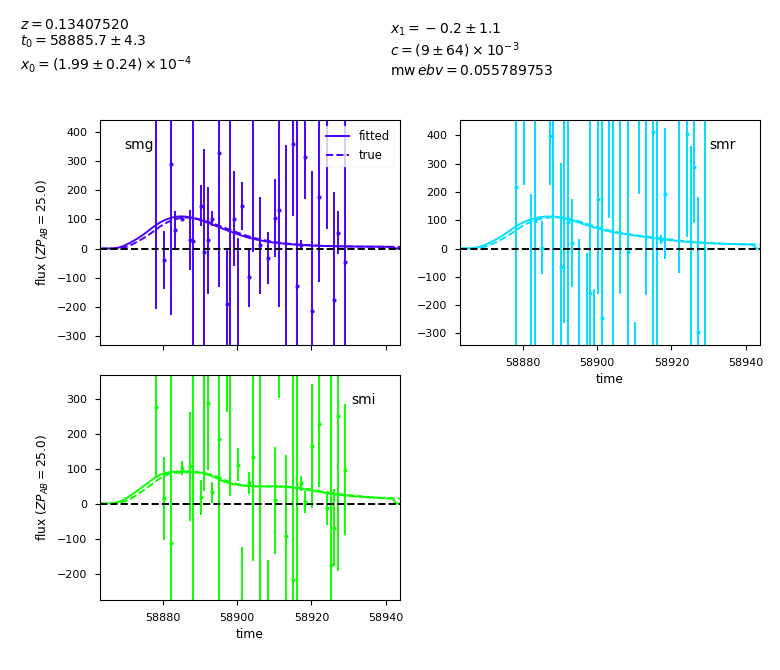 z = 0.13407520
t0 = 58885.7 ± 4.3
x0 = (1.99 ± 0.24) × 10^−4
x1 = −0.2 ± 1.1
c = (9 ± 64) × 10^−3
mw ebv = 0.055789753
smg
fitted
true
400
300
200
100
0
−100
−200
−300
flux (ZP_AB = 25.0)
smr
400
300
200
100
0
−100
−200
−300
58880 58900 58920 58940
time
smi
300
200
100
0
−100
−200
flux (ZP_AB = 25.0)
58880 58900 58920 58940
time